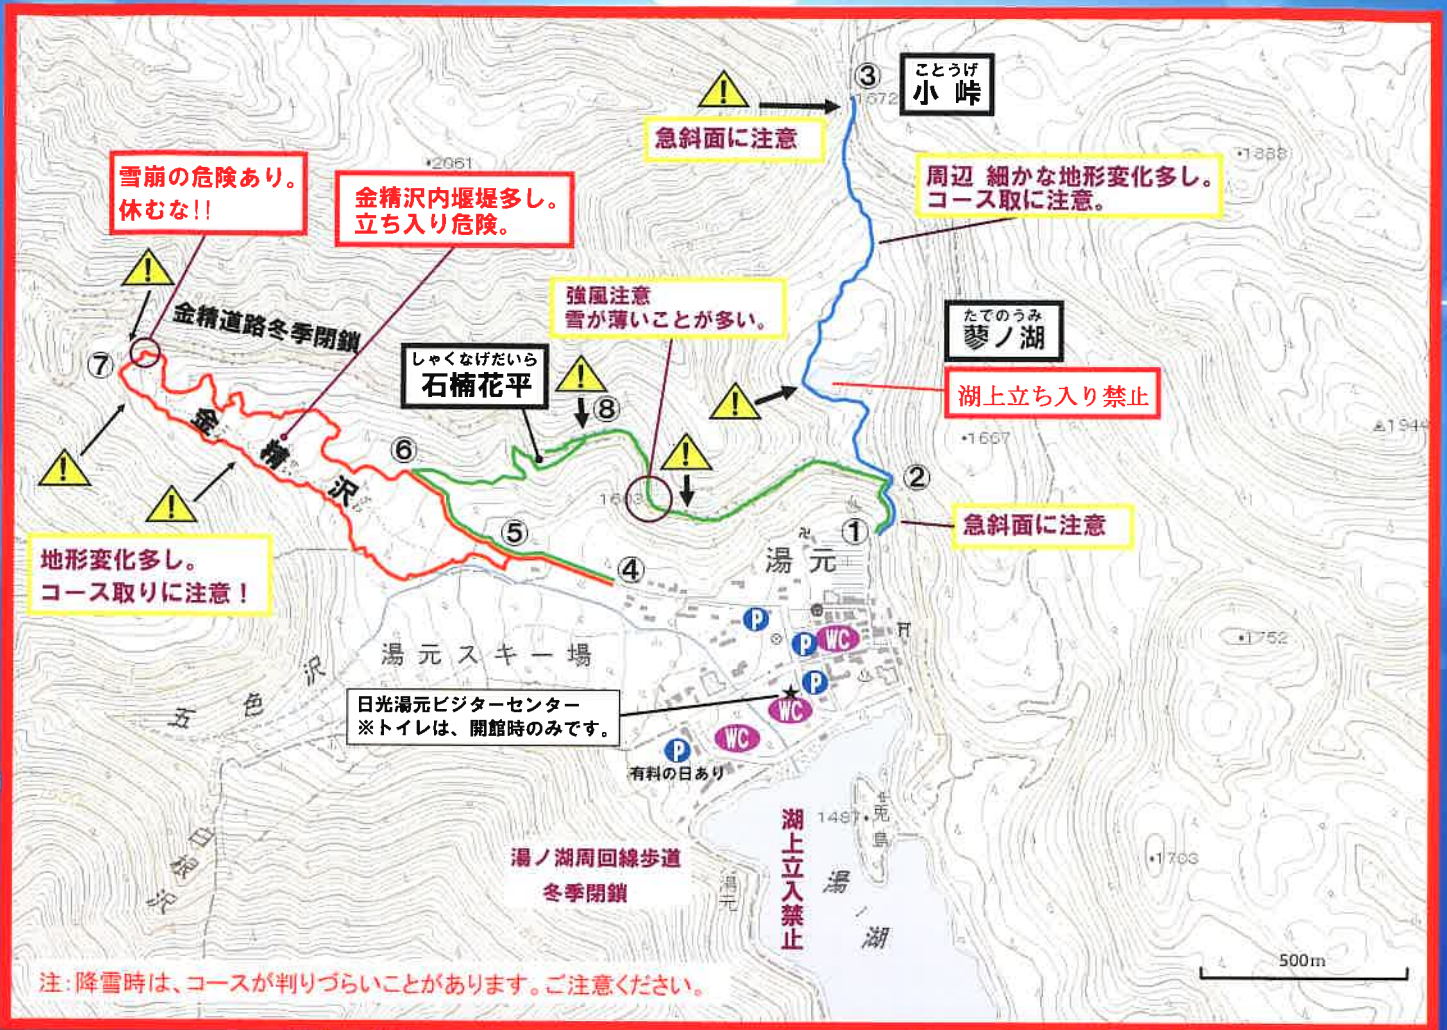 ③
ことうげ
小 峠
1672
急斜面に注意
•2061
•1888
雪崩の危険あり。
休むな!!
金精沢内堰堤多し。
立ち入り危険。
周辺 細かな地形変化多し。
コース取に注意。
強風注意
雪が薄いことが多い。
金精道路冬季閉鎖
たでのうみ
蓼ノ湖
しゃくなげだいら
石楠花平
⑦
湖上立ち入り禁止
⑧
金 精 沢
•1667
⑥
②
1603
⑤
①
急斜面に注意
地形変化多し。
コース取りに注意!
④
湯元
P
P
WC
•1752
湯元スキー場
P
日光湯元ビジターセンター
※トイレは、開館時のみです。
WC
五色沢
WC
P
有料の日あり
湖上立入禁止
1487
兎島
白根沢
湯ノ湖周回線歩道
冬季閉鎖
湯元
湯ノ湖
•1703
500m
注:降雪時は、コースが判りづらいことがあります。ご注意ください。